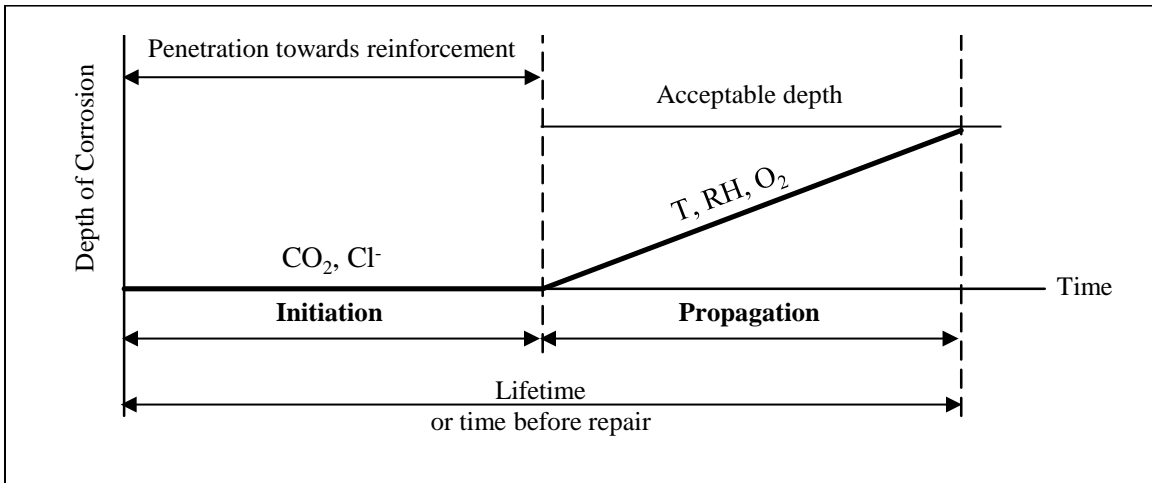 Penetration towards reinforcement
Acceptable depth
Depth of Corrosion
T, RH, O₂
CO₂, Cl⁻
Time
Initiation
Propagation
Lifetime
or time before repair